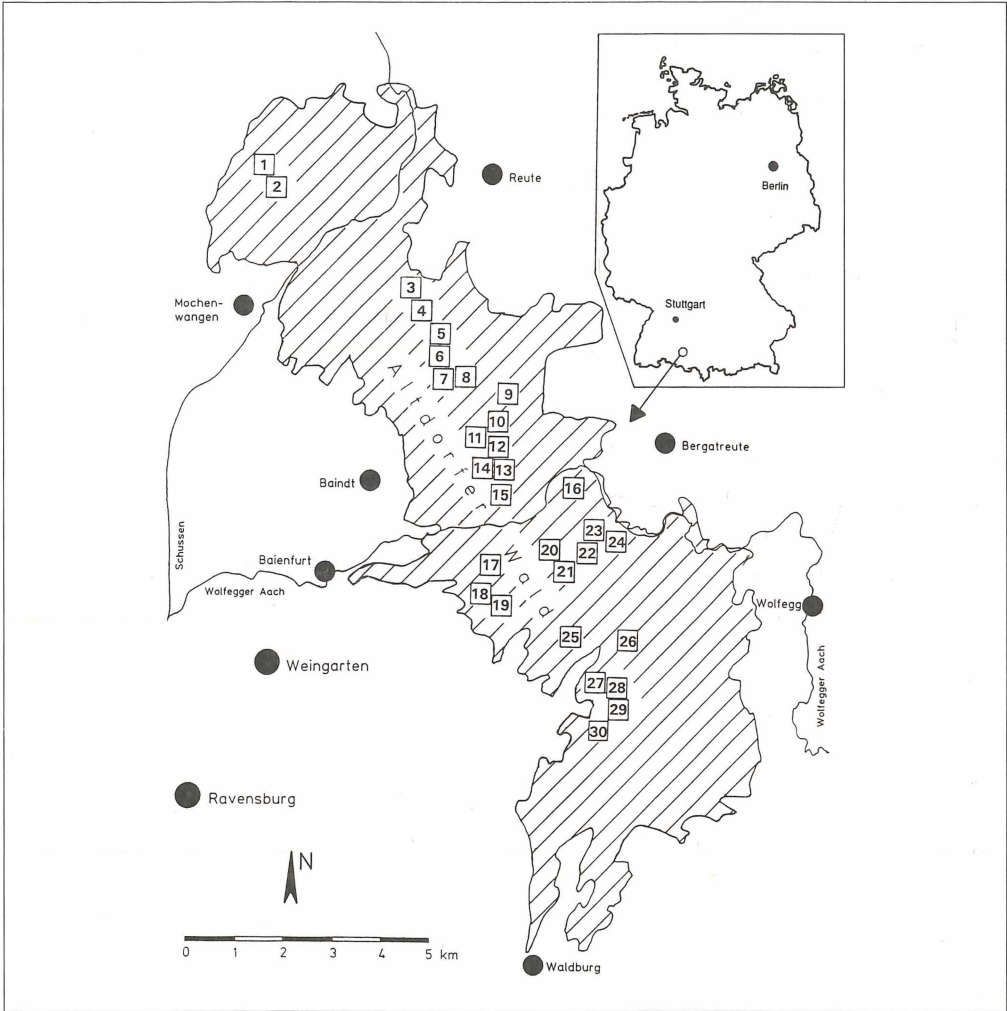 Reute
Berlin
Stuttgart
Mochen-
wangen
Bergatreute
Baindt
Baienfurt
Schussen
Wolfegger Aach
Wolfegg
Wolfegger Aach
Weingarten
Ravensburg
Waldburg
Altdorfer Wald
N
0 1 2 3 4 5 km
1
2
3
4
5
6
7
8
9
10
11
12
14
13
15
16
23
24
20
22
21
17
18
19
25
26
27
28
29
30